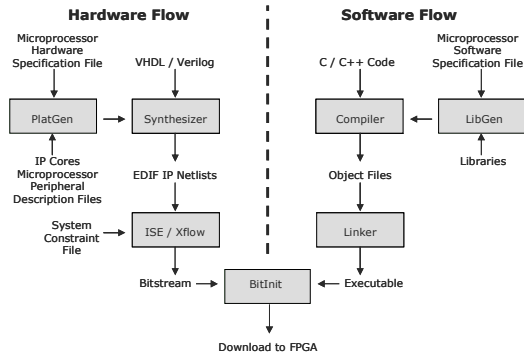 Hardware Flow
Software Flow
Microprocessor
Hardware
Specification File
VHDL / Verilog
C / C++ Code
Microprocessor
Software
Specification File
PlatGen
Synthesizer
Compiler
LibGen
IP Cores
Microprocessor
Peripheral
Description Files
EDIF IP Netlists
Object Files
Libraries
System
Constraint
File
ISE / Xflow
Linker
Bitstream
BitInit
Executable
Download to FPGA